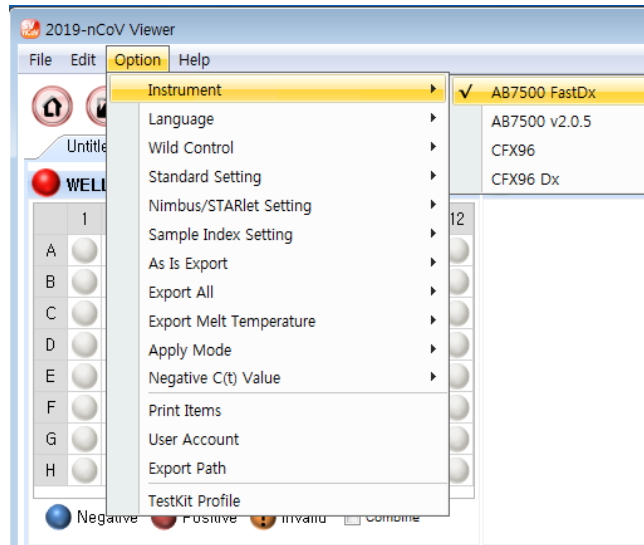 2019-nCoV Viewer
File Edit Option Help
Instrument
Language
Wild Control
Standard Setting
Nimbus/STARlet Setting
Sample Index Setting
As Is Export
Export All
Export Melt Temperature
Apply Mode
Negative C(t) Value
Print Items
User Account
Export Path
TestKit Profile
AB7500 FastDx
AB7500 v2.0.5
CFX96
CFX96 Dx
Untitle
WELL
1 12
A
B
C
D
E
F
G
H
Negative Positive Invalid Combine